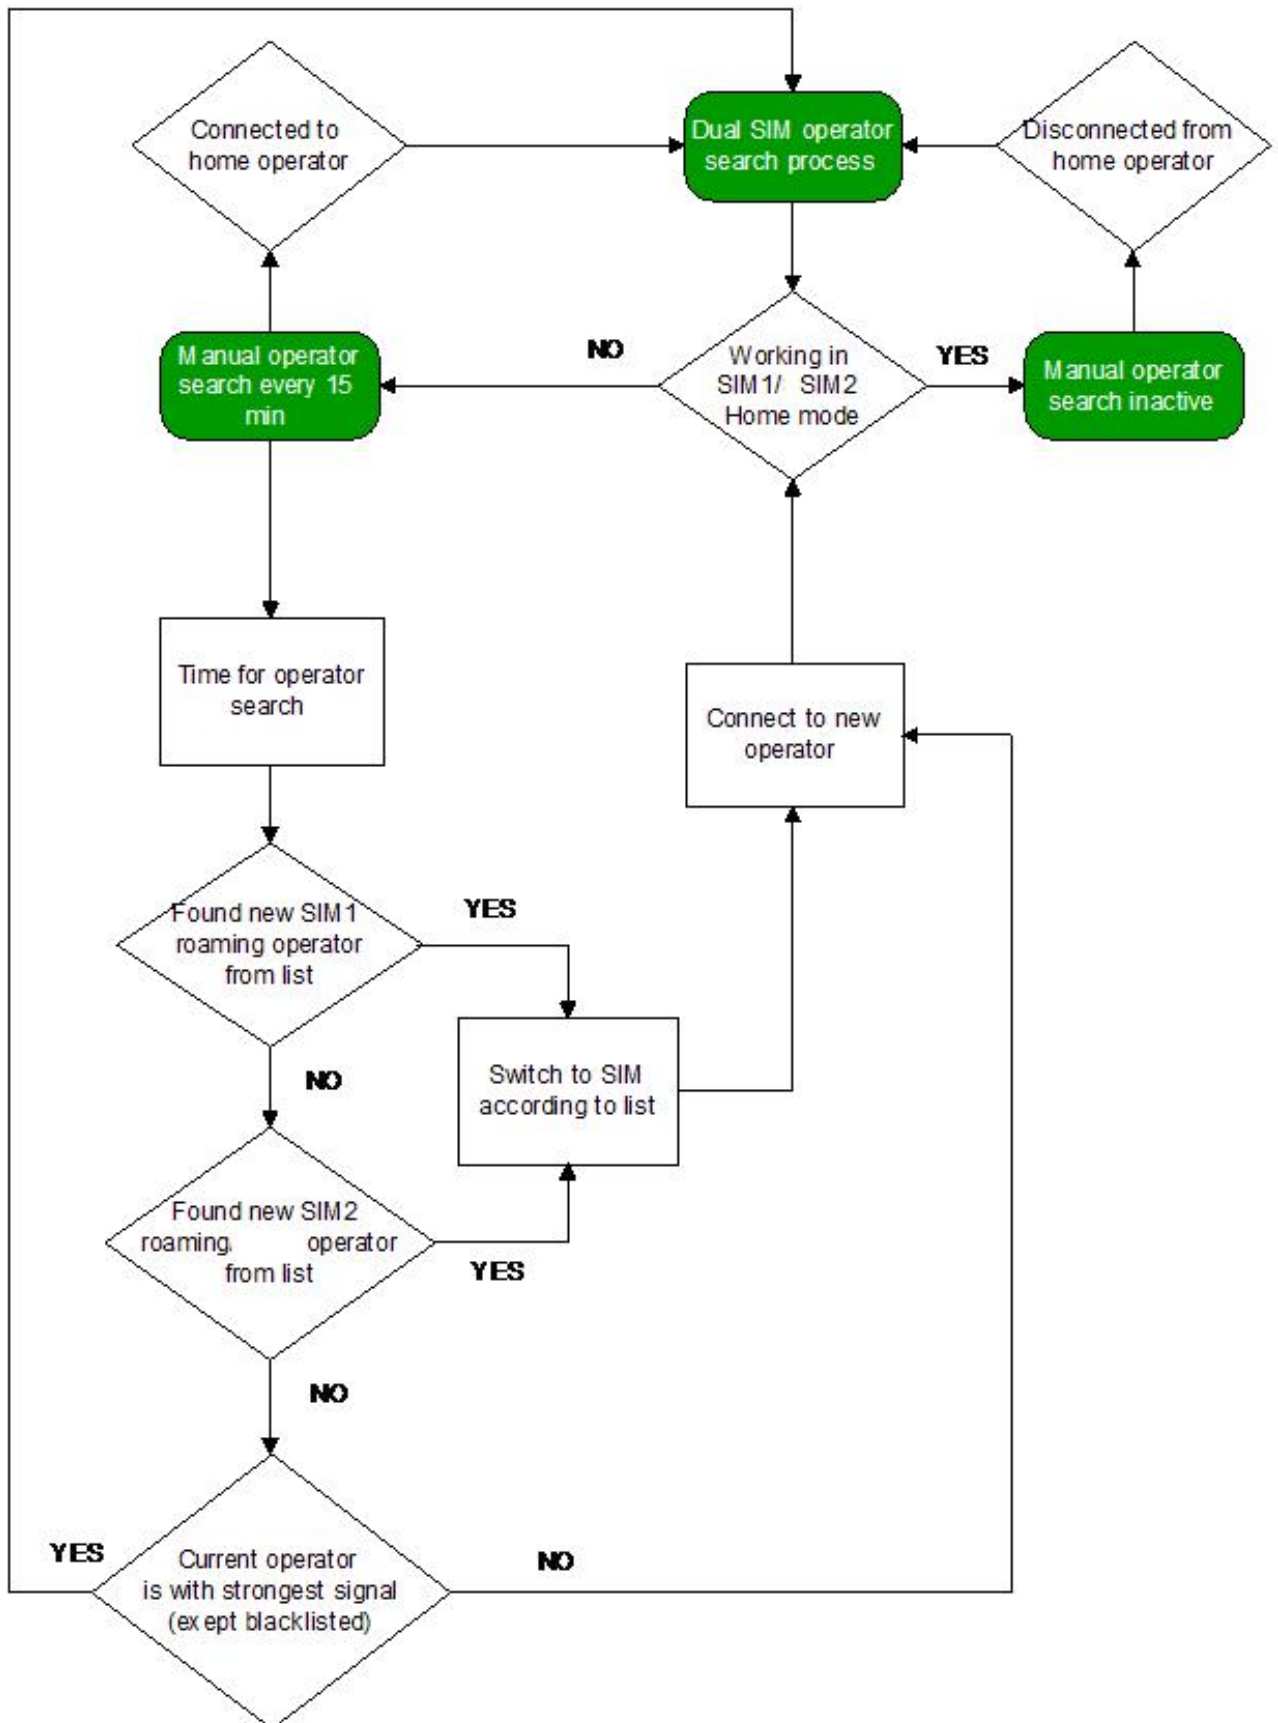 Connected to
home operator
Dual SIM operator
search process
Disconnected from
home operator
Manual operator
search every 15
min
NO
Working in
SIM1/ SIM2
Home mode
YES
Manual operator
search inactive
Time for operator
search
Connect to new
operator
Found new SIM1
roaming operator
from list
YES
NO
Switch to SIM
according to list
Found new SIM2
roaming operator
from list
YES
NO
YES
Current operator
is with strongest signal
(exept blacklisted)
NO